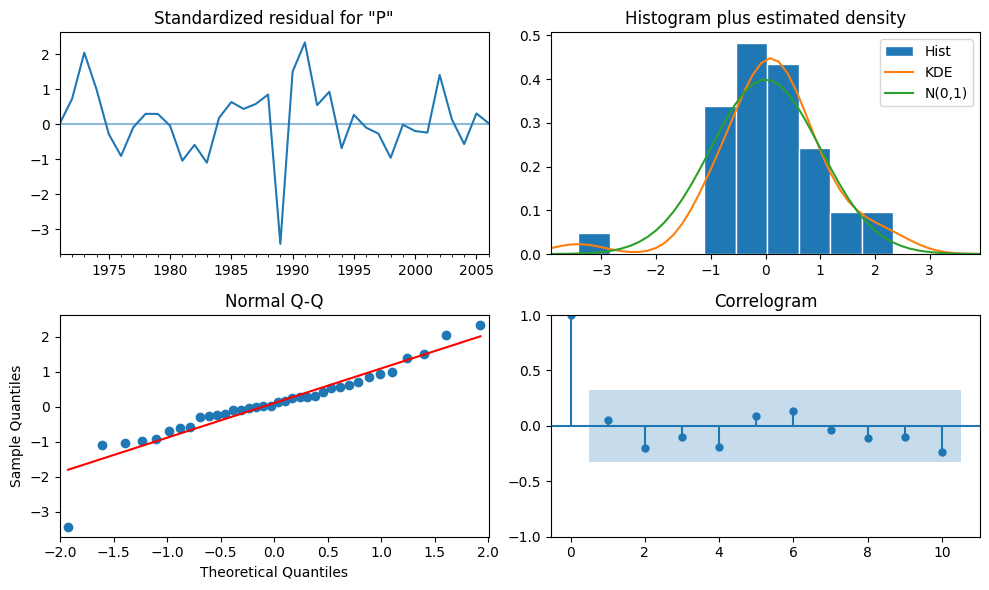 Standardized residual for "P"
2
1
0
−1
−2
−3
1975 1980 1985 1990 1995 2000 2005
Histogram plus estimated density
0.5
0.4
0.3
0.2
0.1
0.0
−3 −2 −1 0 1 2 3
Hist
KDE
N(0,1)
Normal Q-Q
Sample Quantiles
2
1
0
−1
−2
−3
−2.0 −1.5 −1.0 −0.5 0.0 0.5 1.0 1.5 2.0
Theoretical Quantiles
Correlogram
1.0
0.5
0.0
−0.5
−1.0
0 2 4 6 8 10